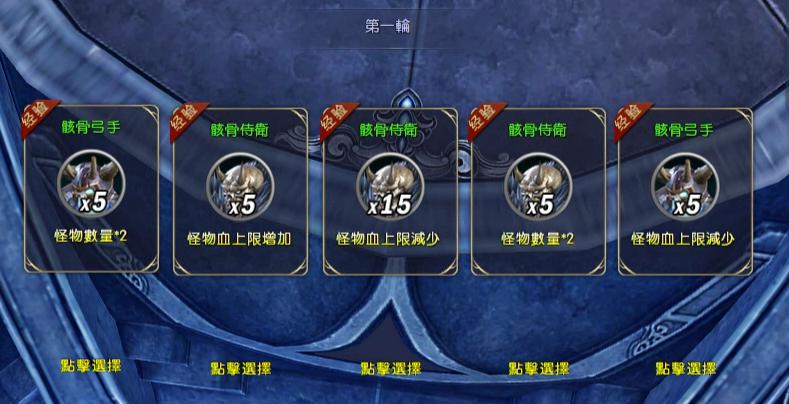 第一輪
经验
骸骨弓手
x5
怪物數量*2
點擊選擇
经验
骸骨侍衛
x5
怪物血上限增加
點擊選擇
经验
骸骨侍衛
x15
怪物血上限減少
點擊選擇
经验
骸骨侍衛
x5
怪物數量*2
點擊選擇
经验
骸骨弓手
x5
怪物血上限減少
點擊選擇